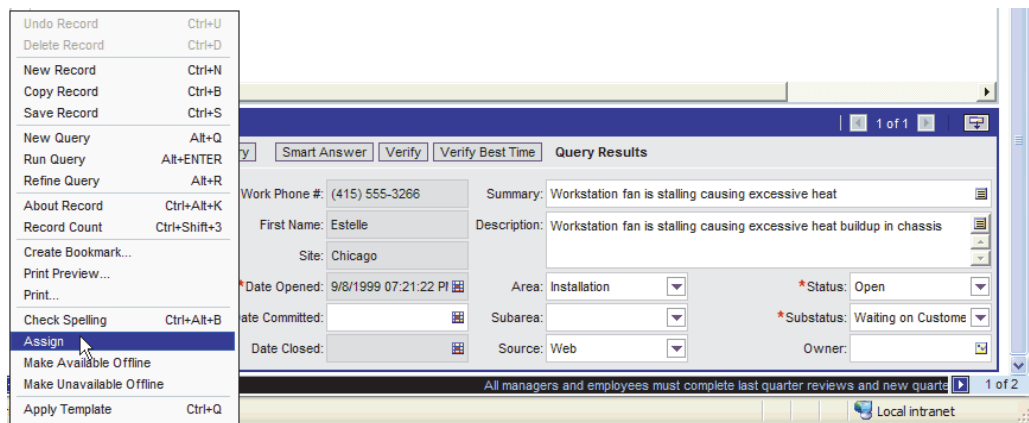 Undo Record Ctrl+U
Delete Record Ctrl+D
New Record Ctrl+N
Copy Record Ctrl+B
Save Record Ctrl+S
New Query Alt+Q
Run Query Alt+ENTER
Refine Query Alt+R
About Record Ctrl+Alt+K
Record Count Ctrl+Shift+3
Create Bookmark...
Print Preview...
Print...
Check Spelling Ctrl+Alt+B
Assign
Make Available Offline
Make Unavailable Offline
Apply Template Ctrl+Q
1 of 1
ry Smart Answer Verify Verify Best Time Query Results
Work Phone #: (415) 555-3266 Summary: Workstation fan is stalling causing excessive heat
First Name: Estelle Description: Workstation fan is stalling causing excessive heat buildup in chassis
Site: Chicago
*Date Opened: 9/8/1999 07:21:22 PM Area: Installation *Status: Open
ate Committed: Subarea: *Substatus: Waiting on Custome
Date Closed: Source: Web Owner:
All managers and employees must complete last quarter reviews and new quarte 1 of 2
Local intranet